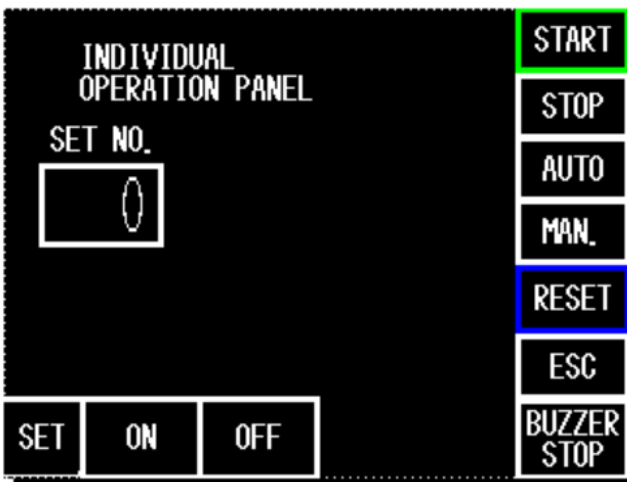 INDIVIDUAL
OPERATION PANEL
SET NO.
0
SET
ON
OFF
START
STOP
AUTO
MAN.
RESET
ESC
BUZZER
STOP